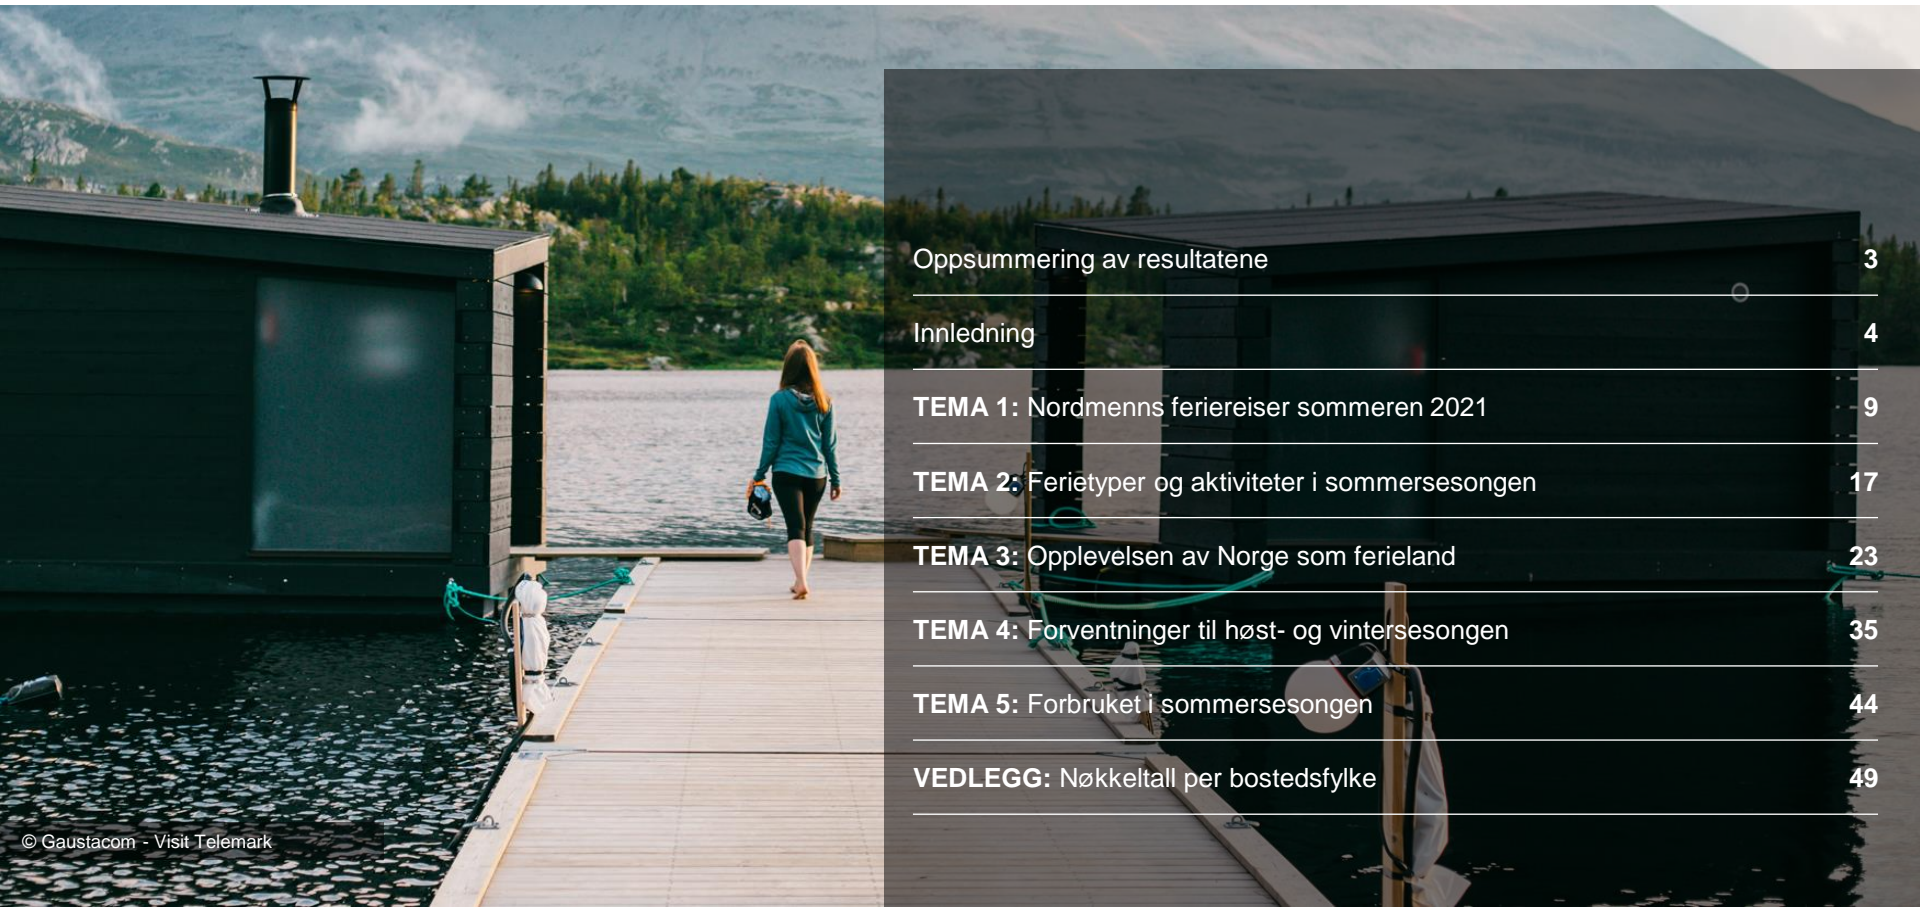 Oppsummering av resultatene 3
Innledning 4
TEMA 1: Nordmenns feriereiser sommeren 2021 9
TEMA 2: Ferietyper og aktiviteter i sommersesongen 17
TEMA 3: Opplevelsen av Norge som ferieland 23
TEMA 4: Forventninger til høst- og vintersesongen 35
TEMA 5: Forbruket i sommersesongen 44
VEDLEGG: Nøkkeltall per bostedsfylke 49
© Gaustacom - Visit Telemark